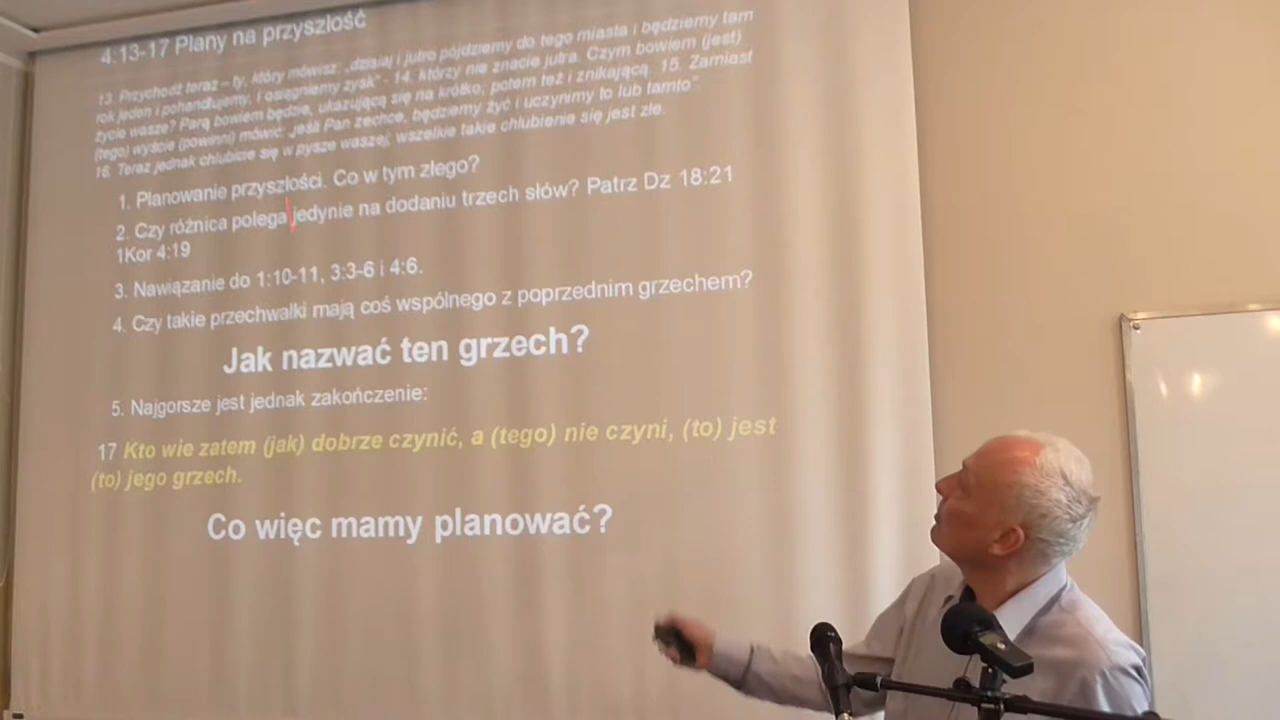 4:13-17 Plany na przyszłość
13. Przychodź teraz – ty, który mówisz: „dzisiaj i jutro pójdziemy do tego miasta i będziemy tam
rok jeden i pohandlujemy, i osiągniemy zysk" - 14. którzy nie znacie jutra. Czym bowiem (jest)
życie wasze? Parą bowiem będzie, ukazującą się na krótko; potem też i znikającą. 15. Zamiast
(tego) wyście (powinni) mówić: „jeśli Pan zechce, będziemy żyć i uczynimy to lub tamto".
16. Teraz jednak chlubicie się w pysze waszej; wszelkie takie chlubienie się jest złe.
1. Planowanie przyszłości. Co w tym złego?
2. Czy różnica polega jedynie na dodaniu trzech słów? Patrz Dz 18:21
1Kor 4:19
3. Nawiązanie do 1:10-11, 3:3-6 i 4:6.
4. Czy takie przechwałki mają coś wspólnego z poprzednim grzechem?
Jak nazwać ten grzech?
5. Najgorsze jest jednak zakończenie:
17 Kto wie zatem (jak) dobrze czynić, a (tego) nie czyni, (to) jest
(to) jego grzech.
Co więc mamy planować?